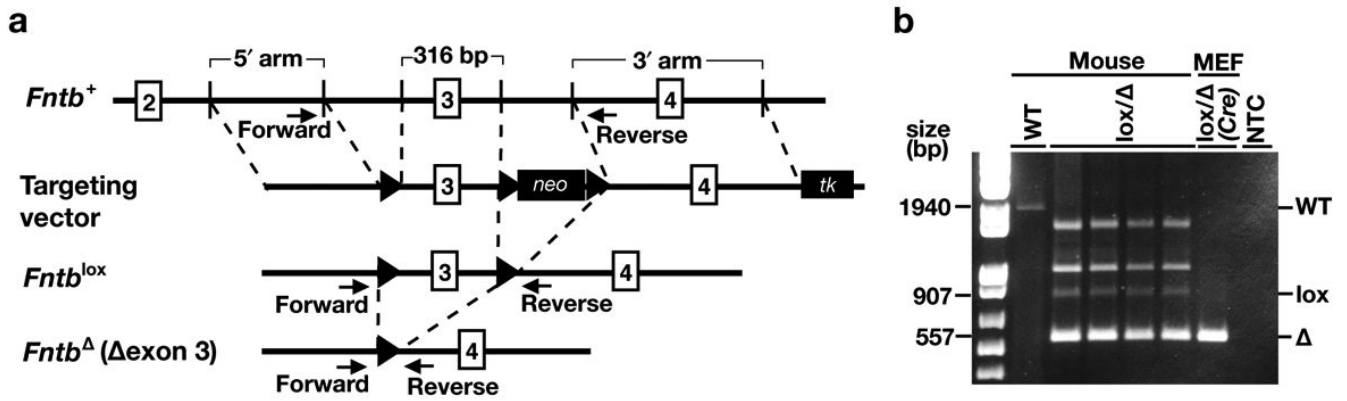 a
5′ arm
316 bp
3′ arm
Fntb+
2
3
4
Forward
Reverse
Targeting
vector
3
neo
4
tk
Fntblox
3
4
Forward
Reverse
FntbΔ (Δexon 3)
4
Forward
Reverse
b
Mouse
MEF
size
(bp)
WT
lox/Δ
lox/Δ
(Cre)
NTC
1940
WT
907
lox
557
Δ